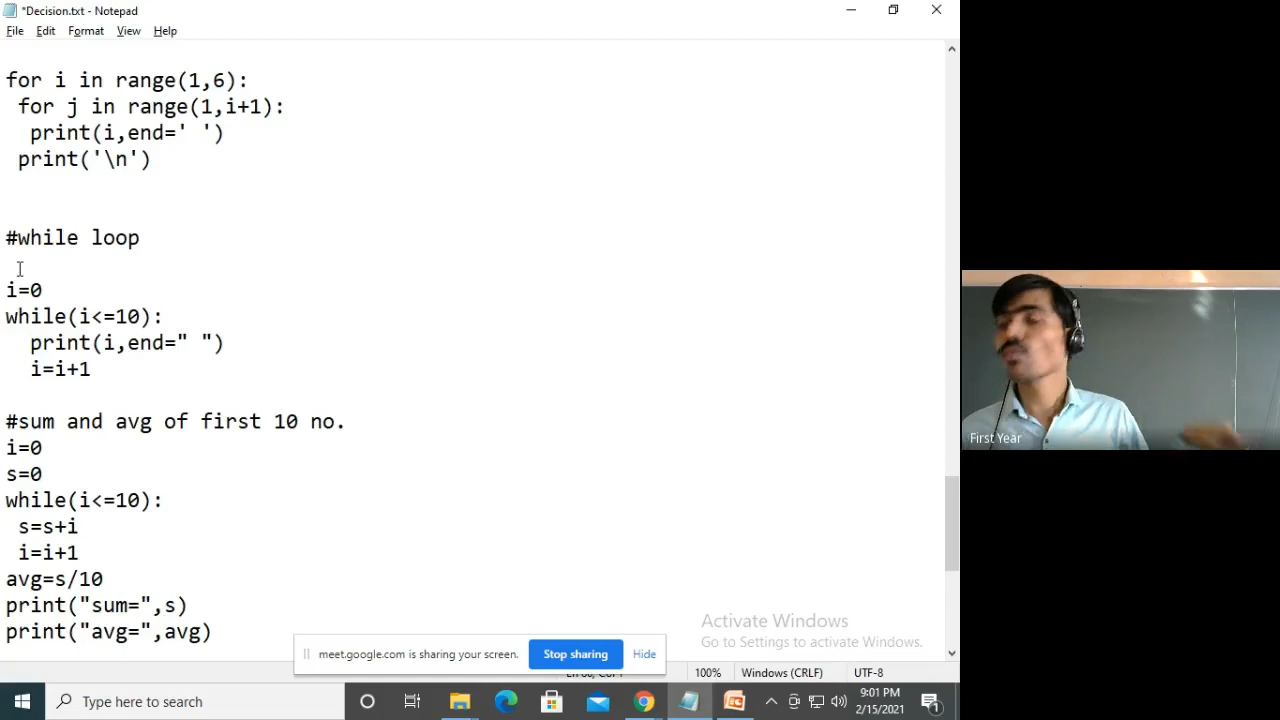 *Decision.txt - Notepad
File Edit Format View Help
for i in range(1,6):
 for j in range(1,i+1):
  print(i,end=' ')
 print('\n')
#while loop
i=0
while(i<=10):
  print(i,end=" ")
  i=i+1
#sum and avg of first 10 no.
i=0
s=0
while(i<=10):
 s=s+i
 i=i+1
avg=s/10
print("sum=",s)
print("avg=",avg)
First Year
Activate Windows
Go to Settings to activate Windows.
meet.google.com is sharing your screen. Stop sharing Hide
100% Windows (CRLF) UTF-8
Type here to search
9:01 PM
2/15/2021
1